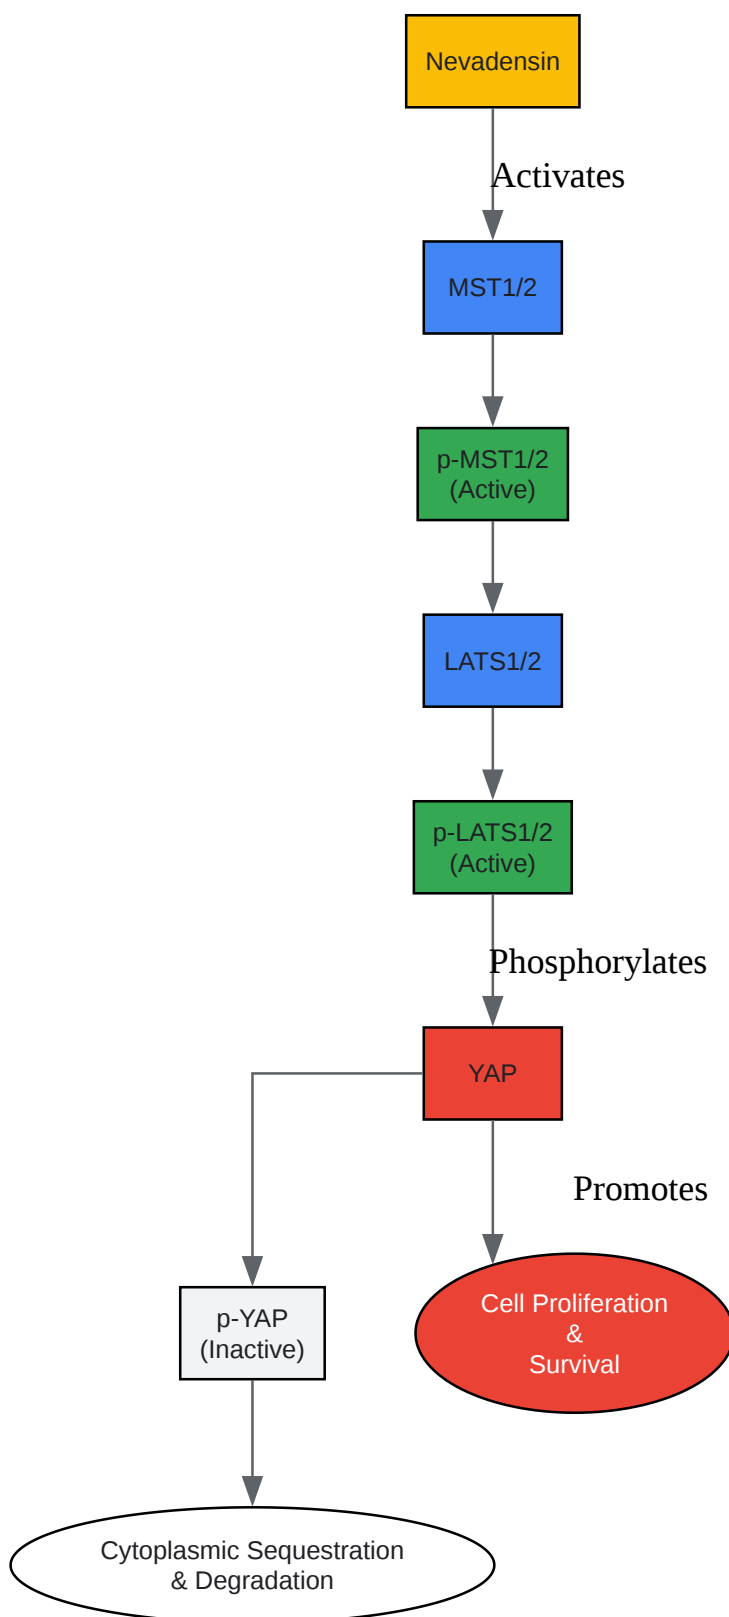 Nevadensin
Activates
MST1/2
p-MST1/2
(Active)
LATS1/2
p-LATS1/2
(Active)
Phosphorylates
YAP
Promotes
Cell Proliferation
&
Survival
p-YAP
(Inactive)
Cytoplasmic Sequestration
& Degradation